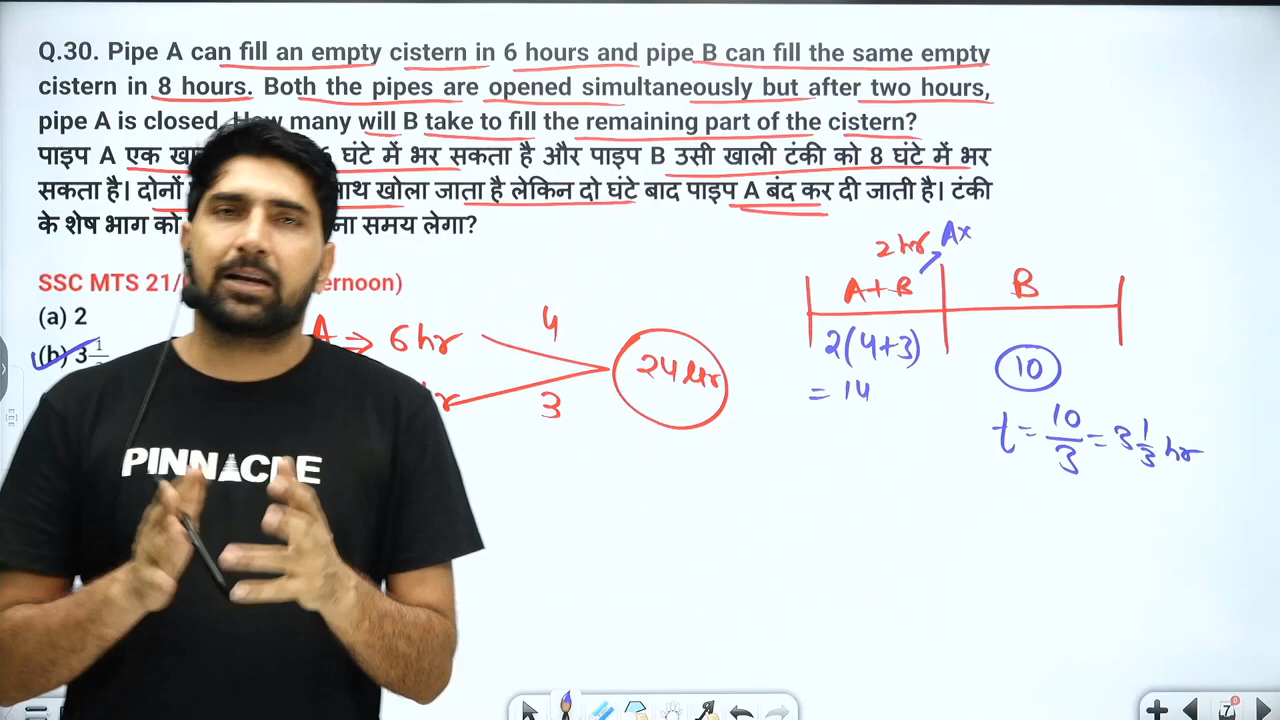 Q.30. Pipe A can fill an empty cistern in 6 hours and pipe B can fill the same empty
cistern in 8 hours. Both the pipes are opened simultaneously but after two hours,
pipe A is closed. How many will B take to fill the remaining part of the cistern?
पाइप A एक घंटे में भर सकता है और पाइप B उसी खाली टंकी को 8 घंटे में भर
सकता है। दोनों खोला जाता है लेकिन दो घंटे बाद पाइप A बंद कर दी जाती है। टंकी
के शेष भाग को समय लेगा?
SSC MTS 21/
(a) 2
(b) 3
A → 6 hr
4
3
24 ltr
2 hr
Ax
A+B
B
2(4+3)
= 14
10
t = 10/3 = 3 1/3 hr
PINNACLE
7